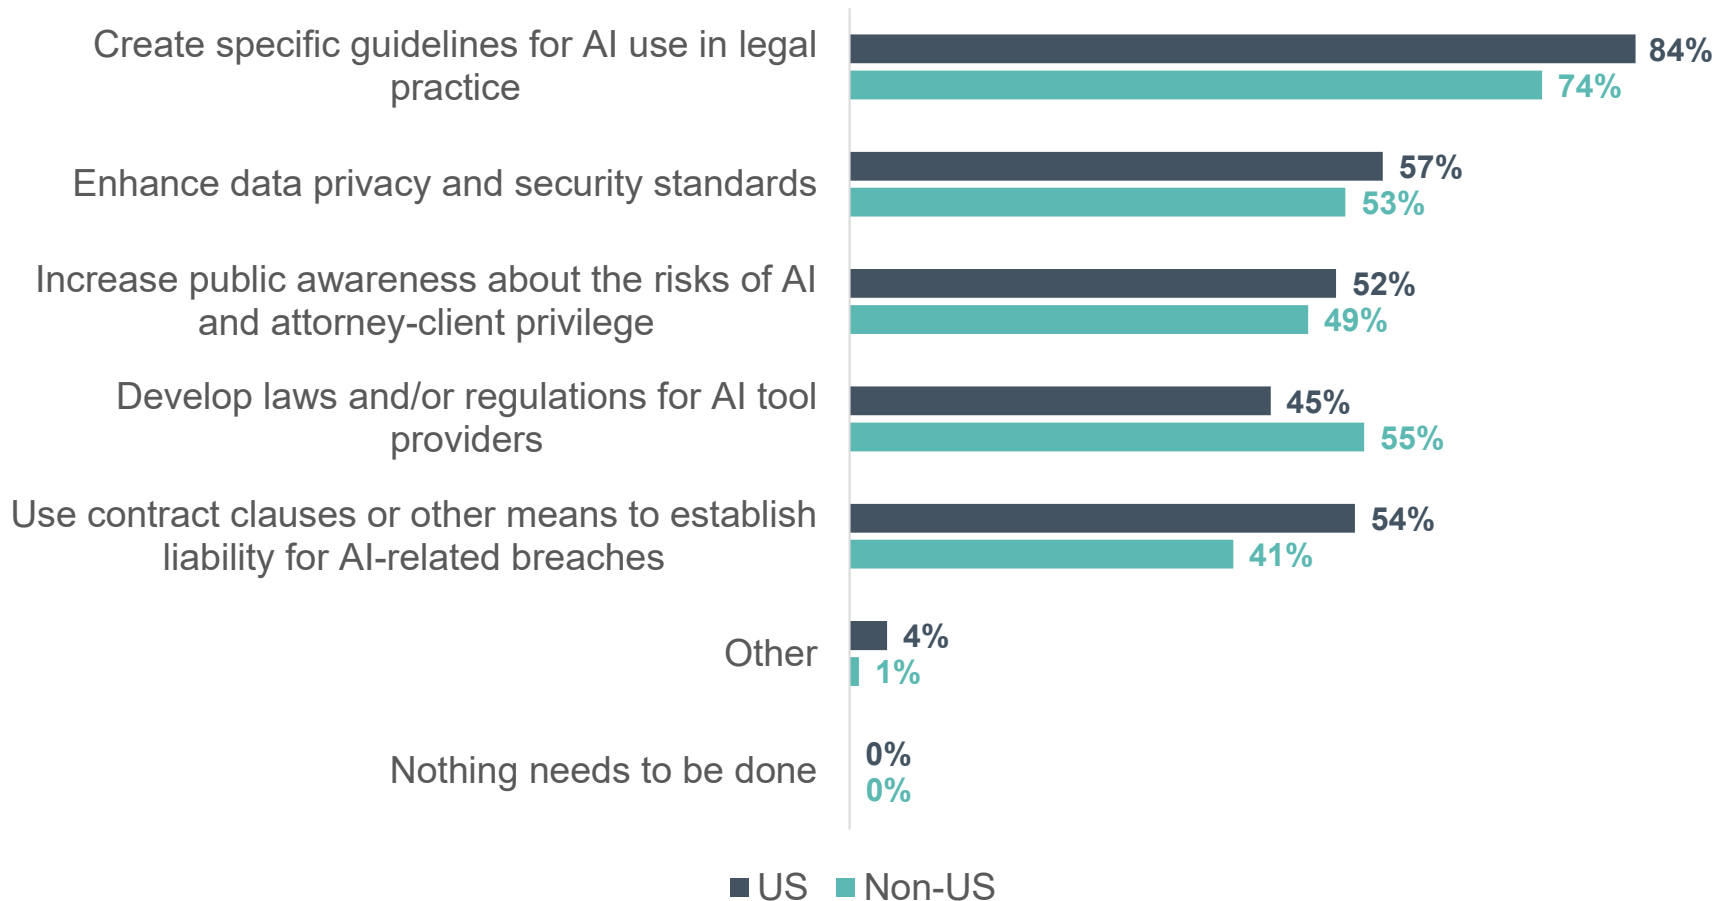 Create specific guidelines for AI use in legal
practice
84%
74%
Enhance data privacy and security standards
57%
53%
Increase public awareness about the risks of AI
and attorney-client privilege
52%
49%
Develop laws and/or regulations for AI tool
providers
45%
55%
Use contract clauses or other means to establish
liability for AI-related breaches
54%
41%
Other
4%
1%
Nothing needs to be done
0%
0%
US Non-US